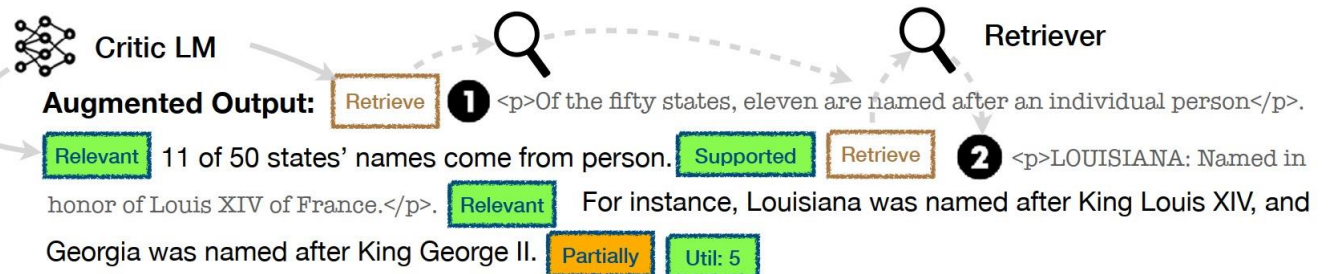 Critic LM
Retriever
Augmented Output: Retrieve 1 <p>Of the fifty states, eleven are named after an individual person</p>.
Relevant 11 of 50 states' names come from person. Supported Retrieve 2 <p>LOUISIANA: Named in
honor of Louis XIV of France.</p>. Relevant For instance, Louisiana was named after King Louis XIV, and
Georgia was named after King George II. Partially Util: 5